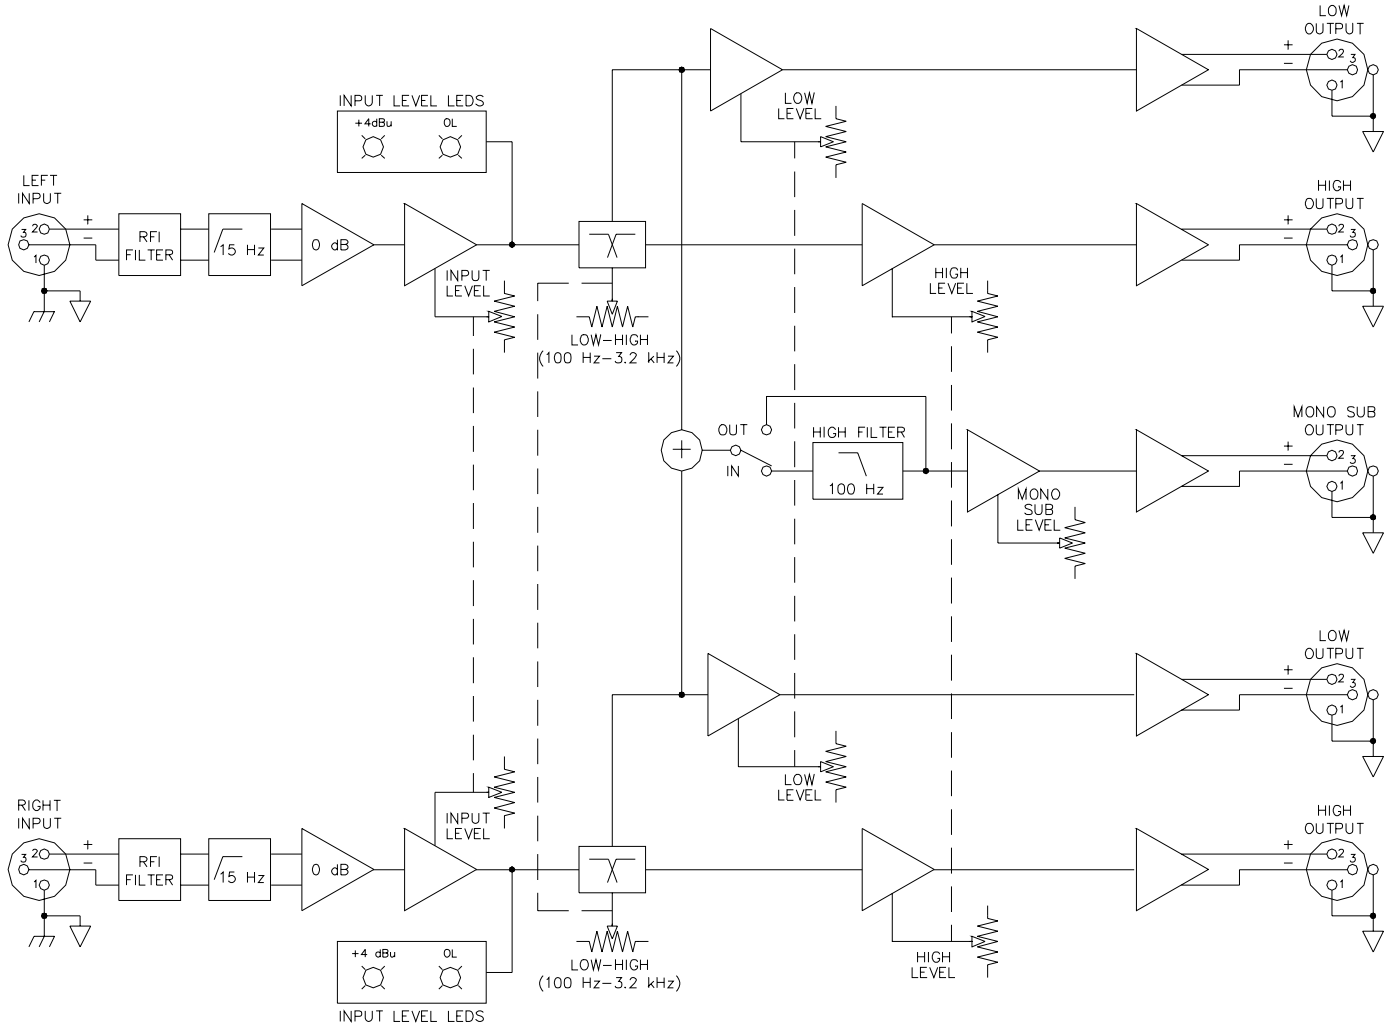 LOW
OUTPUT
+
−
2
3
1
INPUT LEVEL LEDS
+4dBu OL
LOW
LEVEL
LEFT
INPUT
3 2
1
+
−
RFI
FILTER
15 Hz
0 dB
INPUT
LEVEL
LOW-HIGH
(100 Hz-3.2 kHz)
HIGH
LEVEL
HIGH
OUTPUT
+
−
2
3
1
OUT
IN
+
HIGH FILTER
100 Hz
MONO
SUB
LEVEL
MONO SUB
OUTPUT
+
−
2
3
1
LOW
OUTPUT
+
−
2
3
1
LOW
LEVEL
RIGHT
INPUT
3 2
1
+
−
RFI
FILTER
15 Hz
0 dB
INPUT
LEVEL
HIGH
OUTPUT
+
−
2
3
1
+4 dBu OL
INPUT LEVEL LEDS
LOW-HIGH
(100 Hz-3.2 kHz)
HIGH
LEVEL